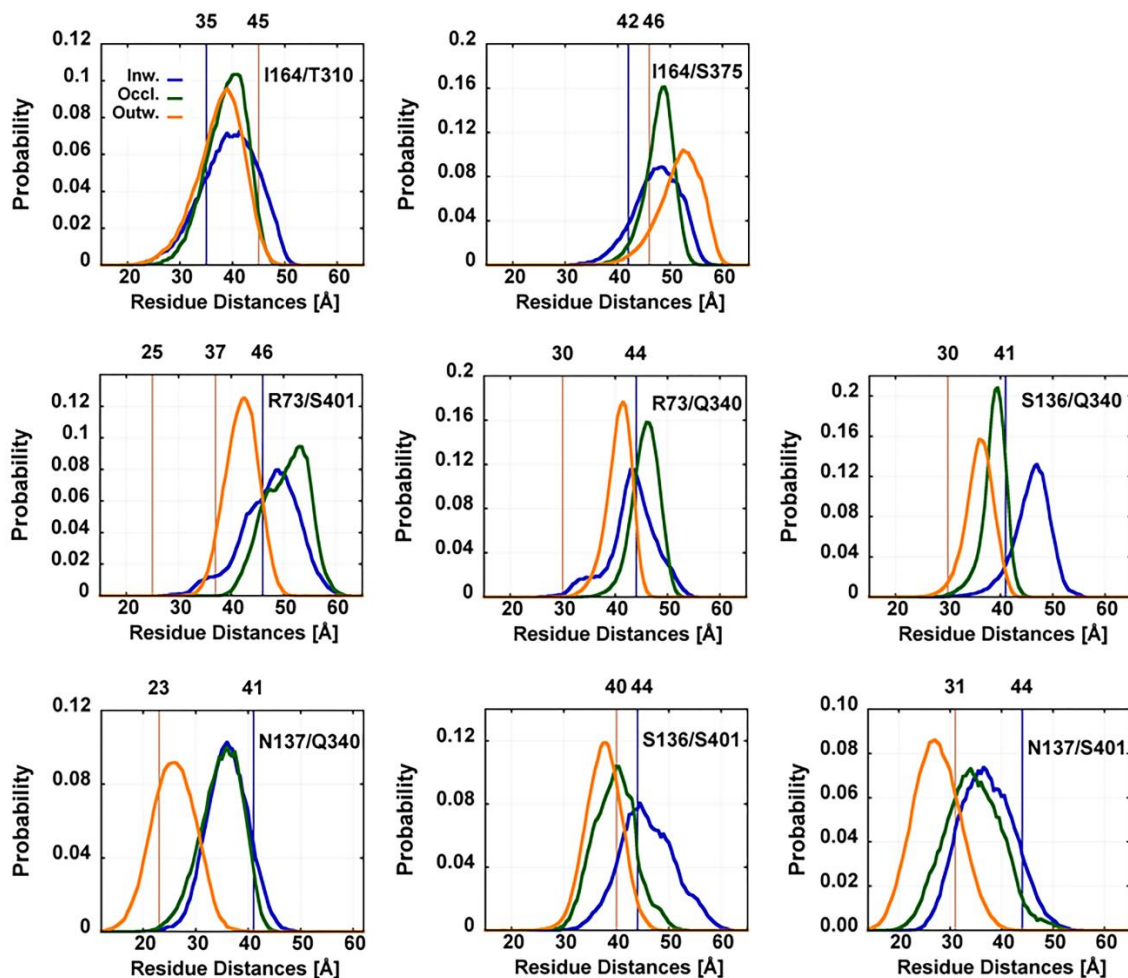 35 45
0.12
0.1
0.08
0.06
0.04
0.02
0
Probability
Inw.
Occl.
Outw.
I164/T310
20 30 40 50 60
Residue Distances [Å]
42 46
0.2
0.16
0.12
0.08
0.04
0
Probability
I164/S375
20 30 40 50 60
Residue Distances [Å]
25 37 46
0.12
0.1
0.08
0.06
0.04
0.02
0
Probability
R73/S401
20 30 40 50 60
Residue Distances [Å]
30 44
0.2
0.16
0.12
0.08
0.04
0
Probability
R73/Q340
20 30 40 50 60
Residue Distances [Å]
30 41
0.2
0.16
0.12
0.08
0.04
0
Probability
S136/Q340
20 30 40 50 60
Residue Distances [Å]
23 41
0.12
0.08
0.04
0
Probability
N137/Q340
20 30 40 50 60
Residue Distances [Å]
40 44
0.12
0.08
0.04
0
Probability
S136/S401
20 30 40 50 60
Residue Distances [Å]
31 44
0.10
0.08
0.06
0.04
0.02
0.00
Probability
N137/S401
20 30 40 50 60
Residue Distances [Å]